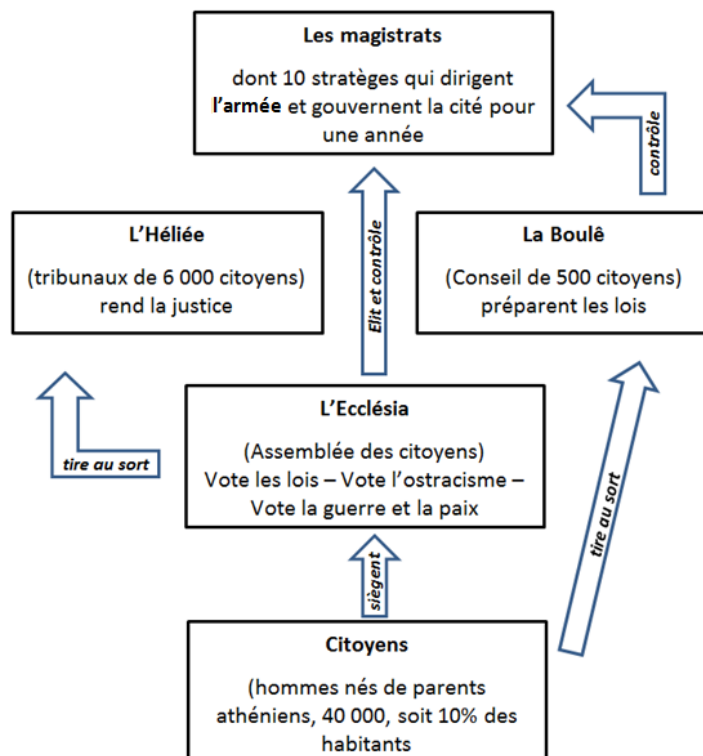 Les magistrats
dont 10 stratèges qui dirigent
l'armée et gouvernent la cité pour
une année
contrôle
L'Héliée
(tribunaux de 6 000 citoyens)
rend la justice
Elit et contrôle
La Boulê
(Conseil de 500 citoyens)
préparent les lois
tire au sort
L'Ecclésia
(Assemblée des citoyens)
Vote les lois – Vote l'ostracisme –
Vote la guerre et la paix
tire au sort
siègent
Citoyens
(hommes nés de parents
athéniens, 40 000, soit 10% des
habitants